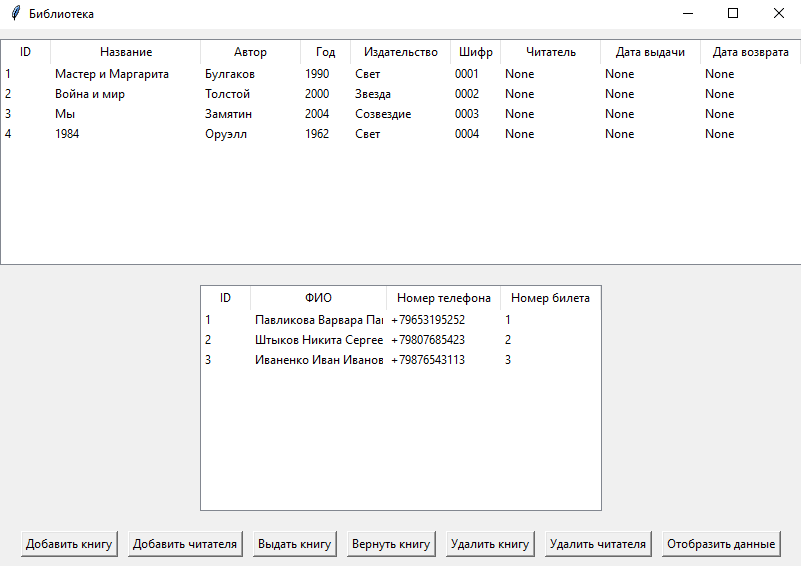 Библиотека
ID Название Автор Год Издательство Шифр Читатель Дата выдачи Дата возврата
1 Мастер и Маргарита Булгаков 1990 Свет 0001 None None None
2 Война и мир Толстой 2000 Звезда 0002 None None None
3 Мы Замятин 2004 Созвездие 0003 None None None
4 1984 Оруэлл 1962 Свет 0004 None None None
ID ФИО Номер телефона Номер билета
1 Павликова Варвара Пав +79653195252 1
2 Штыков Никита Сергее +79807685423 2
3 Иваненко Иван Иванов +79876543113 3
Добавить книгу Добавить читателя Выдать книгу Вернуть книгу Удалить книгу Удалить читателя Отобразить данные